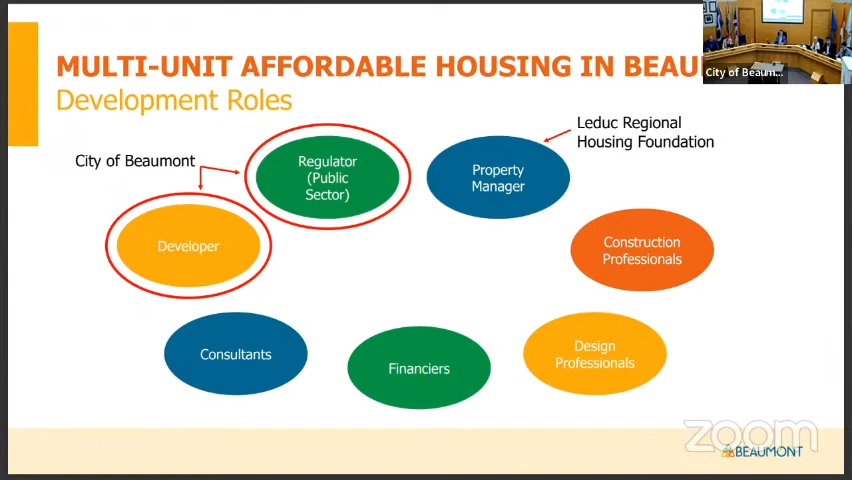 MULTI-UNIT AFFORDABLE HOUSING IN BEAU
Development Roles
City of Beaum...
Leduc Regional
Housing Foundation
City of Beaumont
Regulator
(Public
Sector)
Property
Manager
Developer
Construction
Professionals
Consultants
Financiers
Design
Professionals
zoom
BEAUMONT